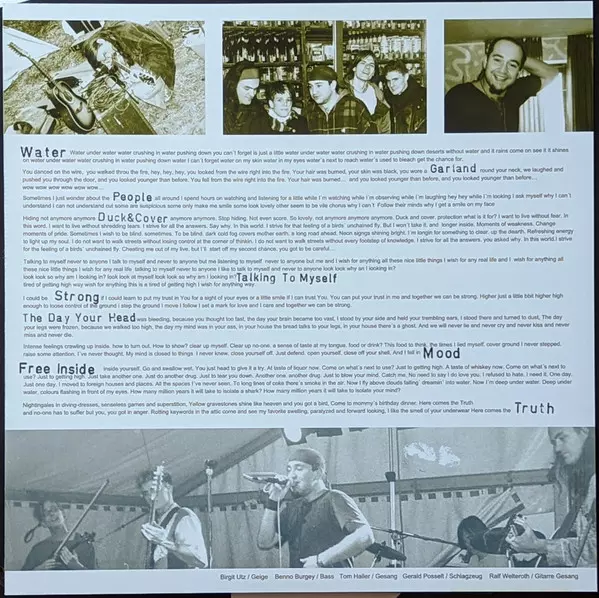 Water Water under water water crushing in water pushing down you can´t forget is just a little water under water water crushing in water pushing down deserts without water and it rains come on see it it shines
on water under water water crushing in water pushing down water I can´t forget water on my skin water in my eyes water´s next to reach water´s used to bleach get the chance for.
You danced on the wire, you walked throu the fire, hey, hey, hey, you locked from the wire right into the fire. Your hair was burned, your skin was black, you wore a Garland round your neck, we laughed and
pushed you through the door, and you looked younger than before. You fell from the wire right into the fire. Your hair was burned... and you looked younger than before, and you looked younger than before...
wow wow wow wow wow wow...
Sometimes I just wonder about the People all around I spend hours on watching and listening for a little while I´m watching while I´m observing while I´m laughing hey hey while I´m looking I ask myself why I can´t
understand I can not understand out some are suspicious some only make me smile some look lovely other seem to be vile chorus why I can´t Follow their minds why I got a smile on my face
Hiding not anymore anymore Duck&Cover anymore anymore. Stop hiding. Not even score. So lovely, not anymore anymore anymore. Duck and cover, protection what is it for? I want to live without fear. In
this word. I want to live without shredding tears. I strive for all the answers. Say why. In this world. I strive for that feeling of a birds´ unchained fly. But I won´t take it, and longer inside. Moments of weakness. Change
moments of pride. Sometimes I wish to be blind, sometimes. To be blind, dark cold fog covers mother earth. a long road ahead. Neon signs shining bright. I´m longin for something to clear. up the dearth. Refreshing energy
to light up my soul. I do not want to walk streets without issuing control at the corner of thinkin. I do not want to walk streets without every footstep of knowledge, I strive for all the answers, you asked why. In this world.I strive
for the feeling of a birds´ unchained fly. Cheating me out of my live, but I can start off my second chance, you got to be careful.
Talking to myself never to anyone I talk to myself and never to anyone but me listening to myself never to anyone but me and I wish for anything all these nice little things I wish for any real life and I wish for anything all
these nice little things I wish for any real life talking to myself never to anyone I like to talk to myself and never to anyone look look why an I looking in?
look look so why am I looking in? look look at myself look look so why am I looking in? Talking To Myself
tired of getting high way wish for anything this is a tired of getting high I wish for anything way
I could be Strong if I could learn to put my trust in You for a sight of your eyes or a little smile if I can trust You, You can put your trust in me and together we can be strong. Higher just a little bbit higher high
enough to loose control of the ground I stop the ground I move I follow I set a mark for love and I care and together we can be strong.
The Day Your Head was bleeding, because you thought too fast, the day your brain became too vast, I stood by your side and held your trembling ears, I stood there and turned to dust, The day
your legs were frozen, because we walked too high, the day my mind was in your ass, in your house the bread talks to your legs, in your house there´s a ghost. And we will never lie and never cry and never kiss and never
miss and never die.
Intense feelings crawling up inside. how to turn out. How to show? clear up myself. Clear up no-one. a sense of taste at my tongue, food or drink? This food to think. the times I lied myself, cover ground I never stepped.
raise some attention. I´ve never thought. My mind is closed to things I never knew. close yourself off. Just defend. open yourself, close off your shell. And I fell in Mood
Free Inside inside yourself. Go and swallow wet. You just had to give it a try. At taste of liquor now. Come on what´s next to use? Just to getting high. A taste of whiskey now. Come on what´s next to
use? Just to getting high. Just take another one. Just do another one. Just to tear you down. Another one. another drug. Just to blow your mind. Catch me. No need to say I do love you. I refused to hate. I need it. One day.
Just one day, I moved to foreign houses and places. All the spaces I´ve never seen. To long lines of coke there´s smoke in the air. Now I fly above clouds falling´ dreamin´ into water. Now I´m deep under water. Deep under
water, colours flashing in front of my eyes. How many million years it will take to isolate a shark? How many million years it will take to isolate your mind?
Nightingales in diving-dresses, senseless games and superstition, Yellow gravestones shine like heaven and you got a bird, Come to mommy´s birthday dinner. Here comes the Truth
and no-one has to suffer but you, you got in anger. Rotting keywords in the attic come and see my favorite swelling, paralyzed and forward looking, I like the smell of your underwear Here comes the Truth
Birgit Utz / Geige Benno Burgey / Bass Tom Haller / Gesang Gerald Posselt / Schlagzeug Ralf Welteroth / Gitarre Gesang